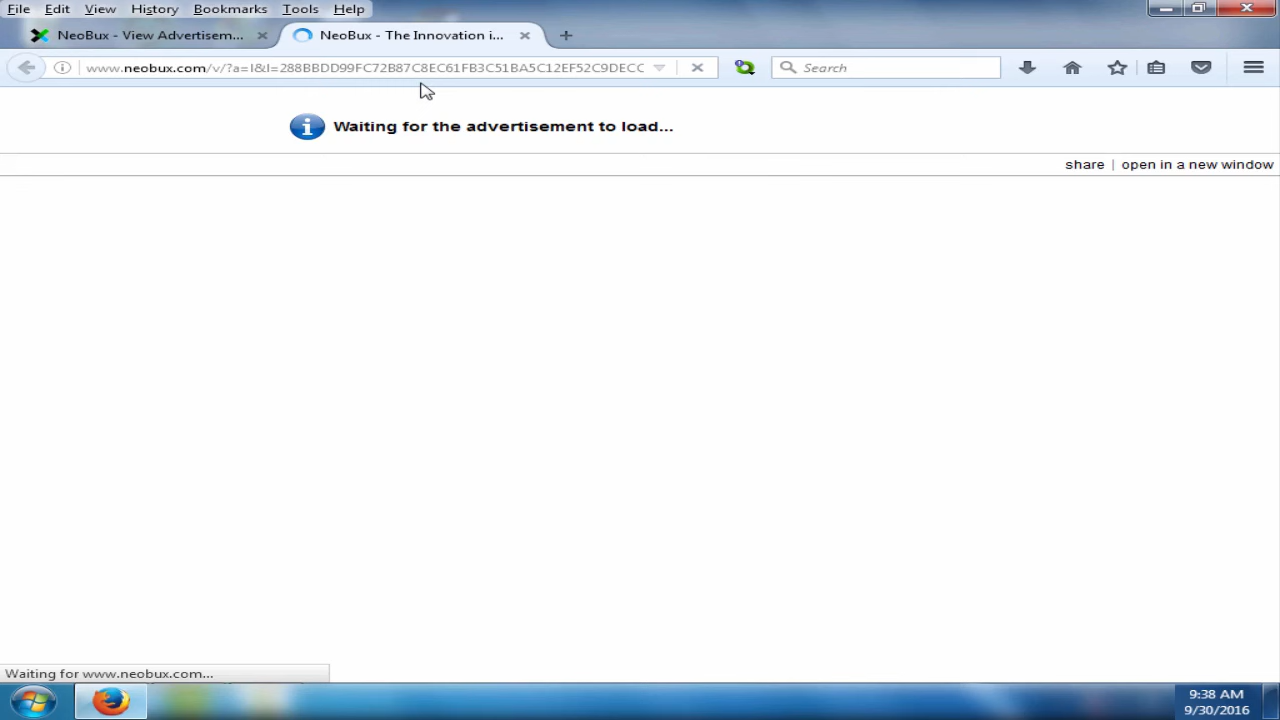 File Edit View History Bookmarks Tools Help
NeoBux - View Advertisem... NeoBux - The Innovation i...
www.neobux.com/v/?a=l&l=288BBDD99FC72B87C8EC61FB3C51BA5C12EF52C9DECC Search
Waiting for the advertisement to load...
share | open in a new window
Waiting for www.neobux.com...
9:38 AM
9/30/2016